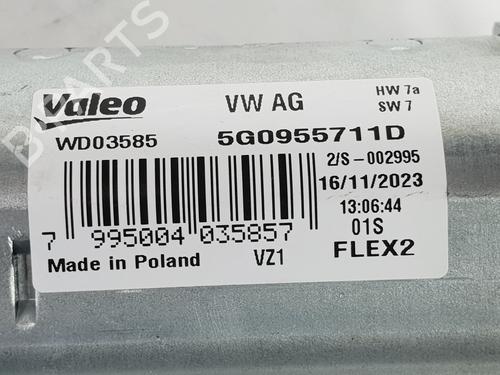 Valeo VW AG HW 7a
SW 7
WD03585 5G0955711D
2/S-002995
16/11/2023
13:06:44
01S
7 995004 035857
Made in Poland VZ1 FLEX2